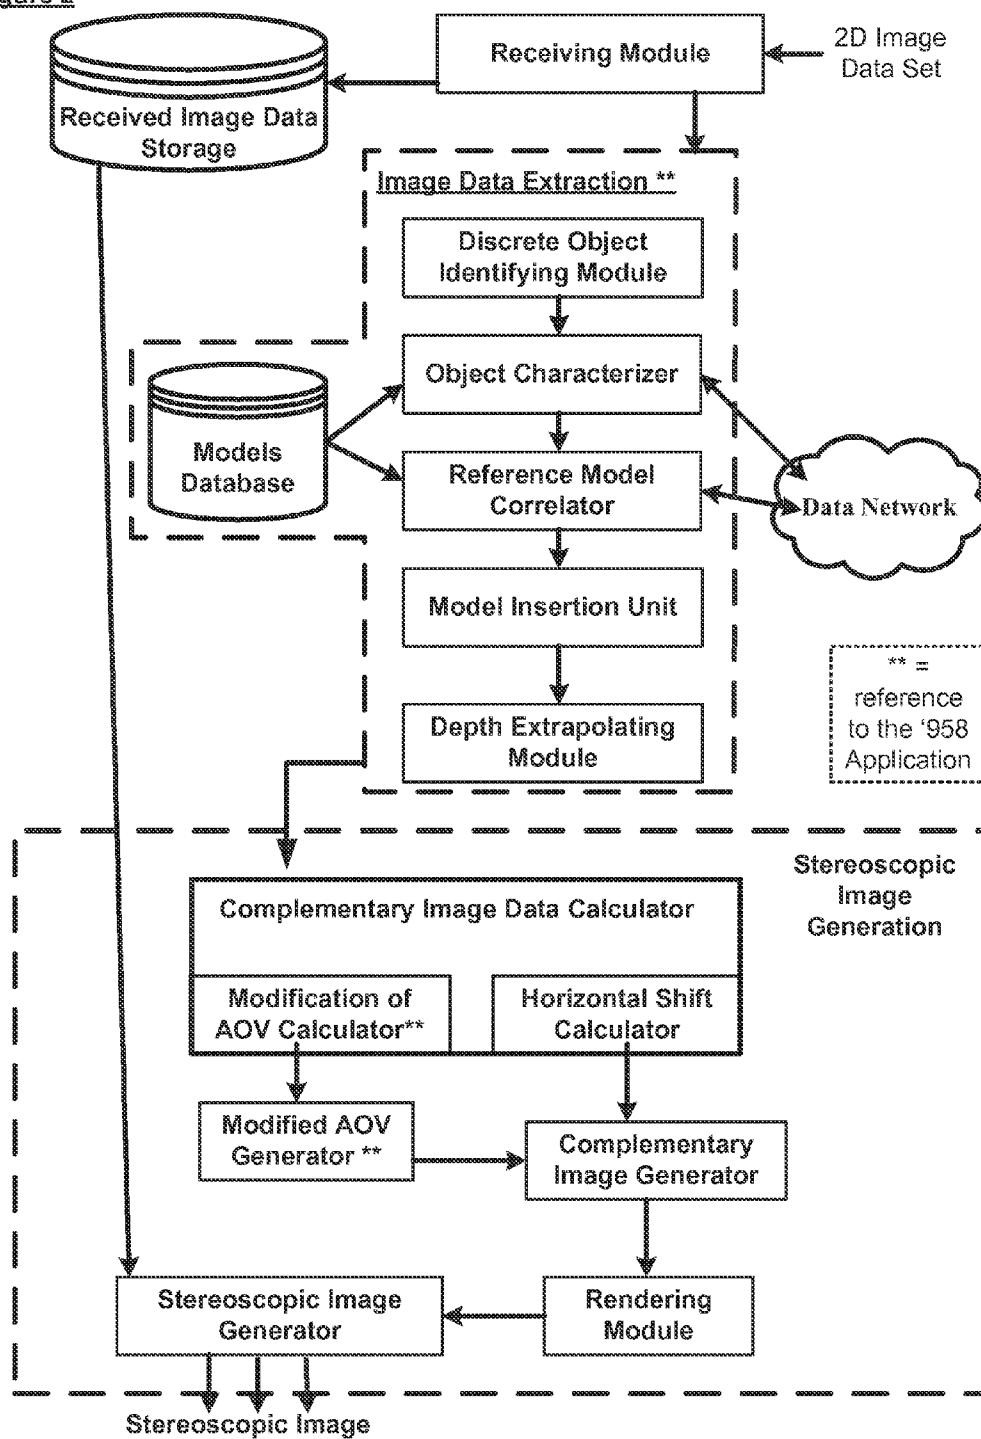 Receiving Module
2D Image
Data Set
Received Image Data
Storage
Image Data Extraction **
Discrete Object
Identifying Module
Object Characterizer
Models
Database
Reference Model
Correlator
Data Network
Model Insertion Unit
** =
reference
to the '958
Application
Depth Extrapolating
Module
Stereoscopic
Image
Generation
Complementary Image Data Calculator
Modification of
AOV Calculator**
Horizontal Shift
Calculator
Modified AOV
Generator **
Complementary
Image Generator
Stereoscopic Image
Generator
Rendering
Module
Stereoscopic Image